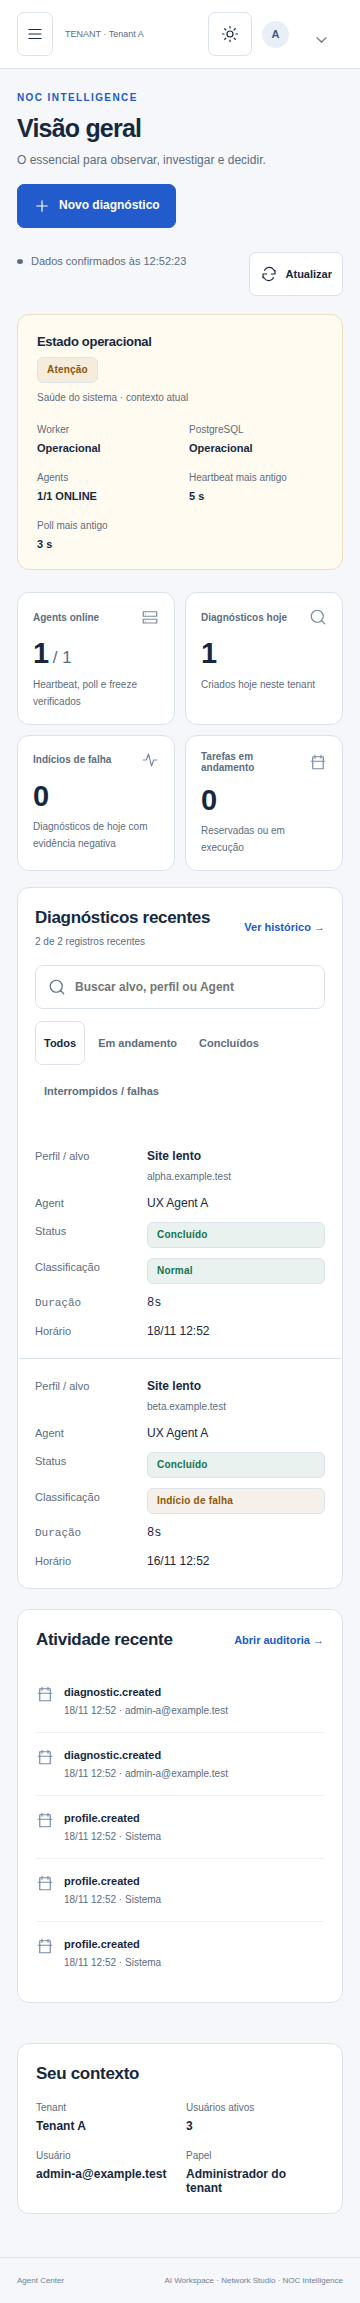 TENANT · Tenant A
A
NOC INTELLIGENCE
Visão geral
O essencial para observar, investigar e decidir.
Novo diagnóstico
Dados confirmados às 12:52:23
Atualizar
Estado operacional
Atenção
Saúde do sistema · contexto atual
Worker
Operacional
PostgreSQL
Operacional
Agents
1/1 ONLINE
Heartbeat mais antigo
5 s
Poll mais antigo
3 s
Agents online
1 / 1
Heartbeat, poll e freeze
verificados
Diagnósticos hoje
1
Criados hoje neste tenant
Indícios de falha
0
Diagnósticos de hoje com
evidência negativa
Tarefas em
andamento
0
Reservadas ou em
execução
Diagnósticos recentes
2 de 2 registros recentes
Ver histórico →
Buscar alvo, perfil ou Agent
Todos
Em andamento
Concluídos
Interrompidos / falhas
Perfil / alvo
Site lento
alpha.example.test
Agent
UX Agent A
Status
Concluído
Classificação
Normal
Duração
8s
Horário
18/11 12:52
Perfil / alvo
Site lento
beta.example.test
Agent
UX Agent A
Status
Concluído
Classificação
Indício de falha
Duração
8s
Horário
16/11 12:52
Atividade recente
Abrir auditoria →
diagnostic.created
18/11 12:52 · admin-a@example.test
diagnostic.created
18/11 12:52 · admin-a@example.test
profile.created
18/11 12:52 · Sistema
profile.created
18/11 12:52 · Sistema
profile.created
18/11 12:52 · Sistema
Seu contexto
Tenant
Tenant A
Usuários ativos
3
Usuário
admin-a@example.test
Papel
Administrador do
tenant
Agent Center
AI Workspace · Network Studio · NOC Intelligence